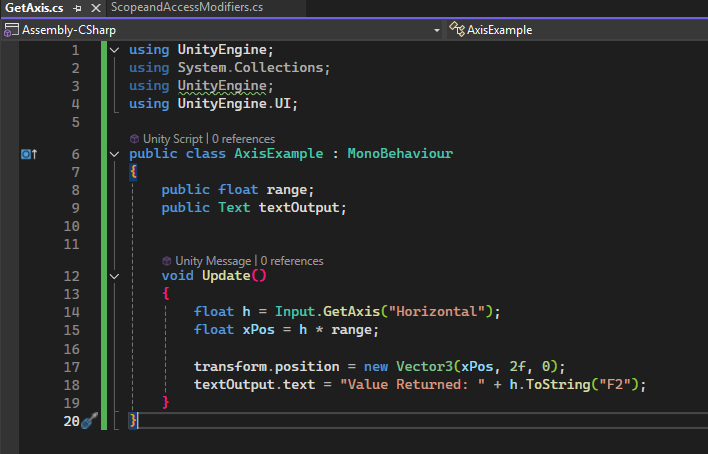 GetAxis.cs
ScopeandAccessModifiers.cs
Assembly-CSharp
AxisExample
1 using UnityEngine;
2 using System.Collections;
3 using UnityEngine;
4 using UnityEngine.UI;
5
Unity Script | 0 references
6 public class AxisExample : MonoBehaviour
7 {
8 public float range;
9 public Text textOutput;
10
11
Unity Message | 0 references
12 void Update()
13 {
14 float h = Input.GetAxis("Horizontal");
15 float xPos = h * range;
16
17 transform.position = new Vector3(xPos, 2f, 0);
18 textOutput.text = "Value Returned: " + h.ToString("F2");
19 }
20 }